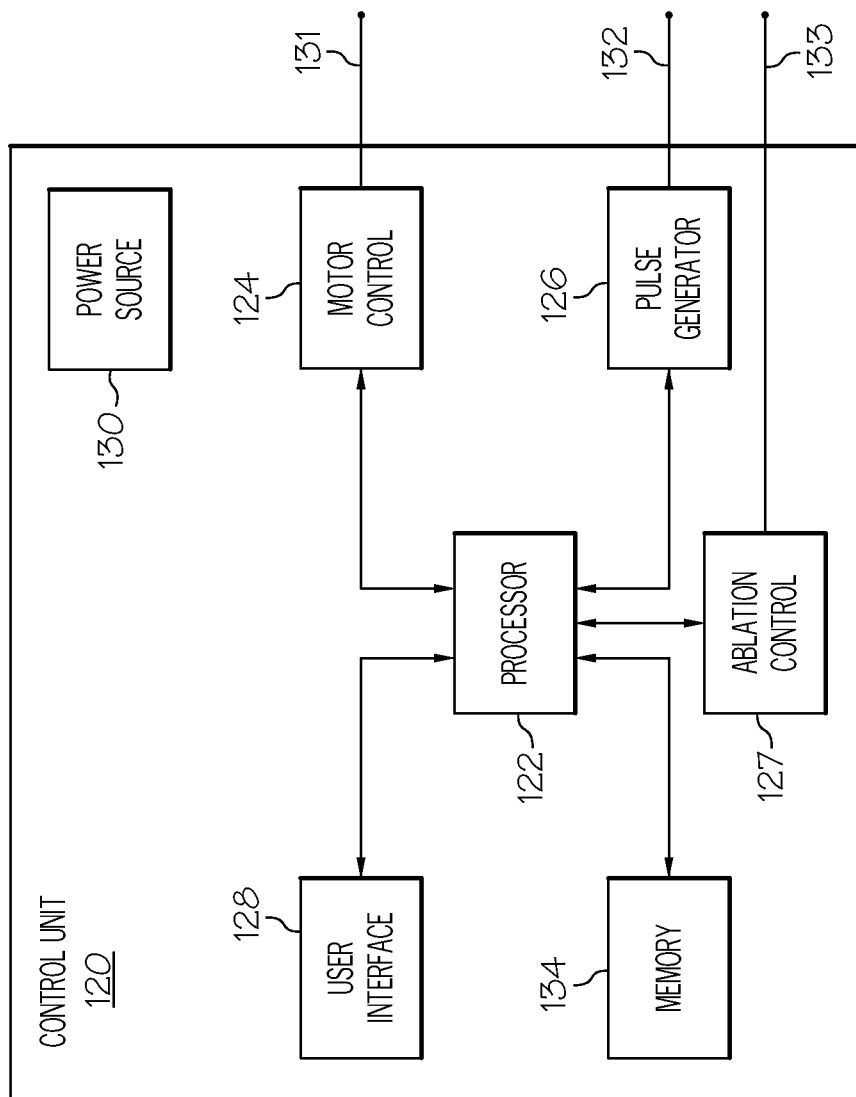 CONTROL UNIT
120
POWER
SOURCE
130
USER
INTERFACE
128
MOTOR
CONTROL
124
131
PROCESSOR
122
MEMORY
134
PULSE
GENERATOR
126
132
ABLATION
CONTROL
127
133